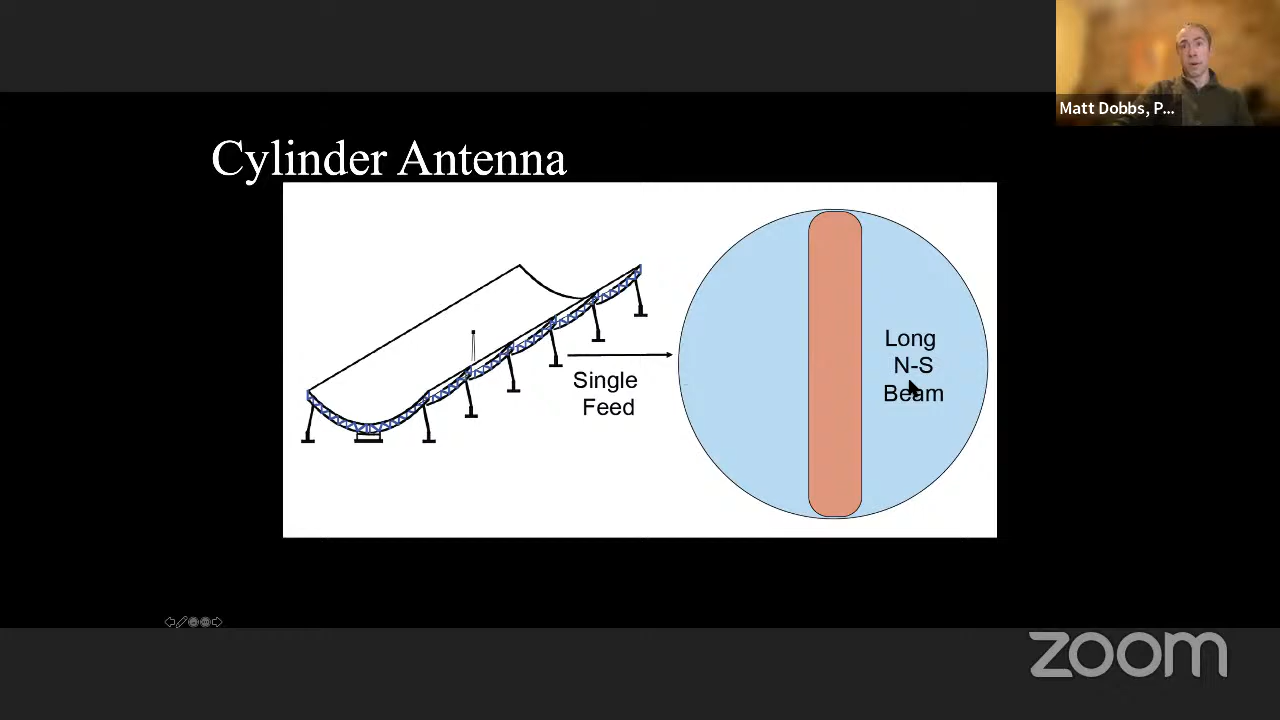 Matt Dobbs, P...
Cylinder Antenna
Single
Feed
Long
N-S
Beam
zoom